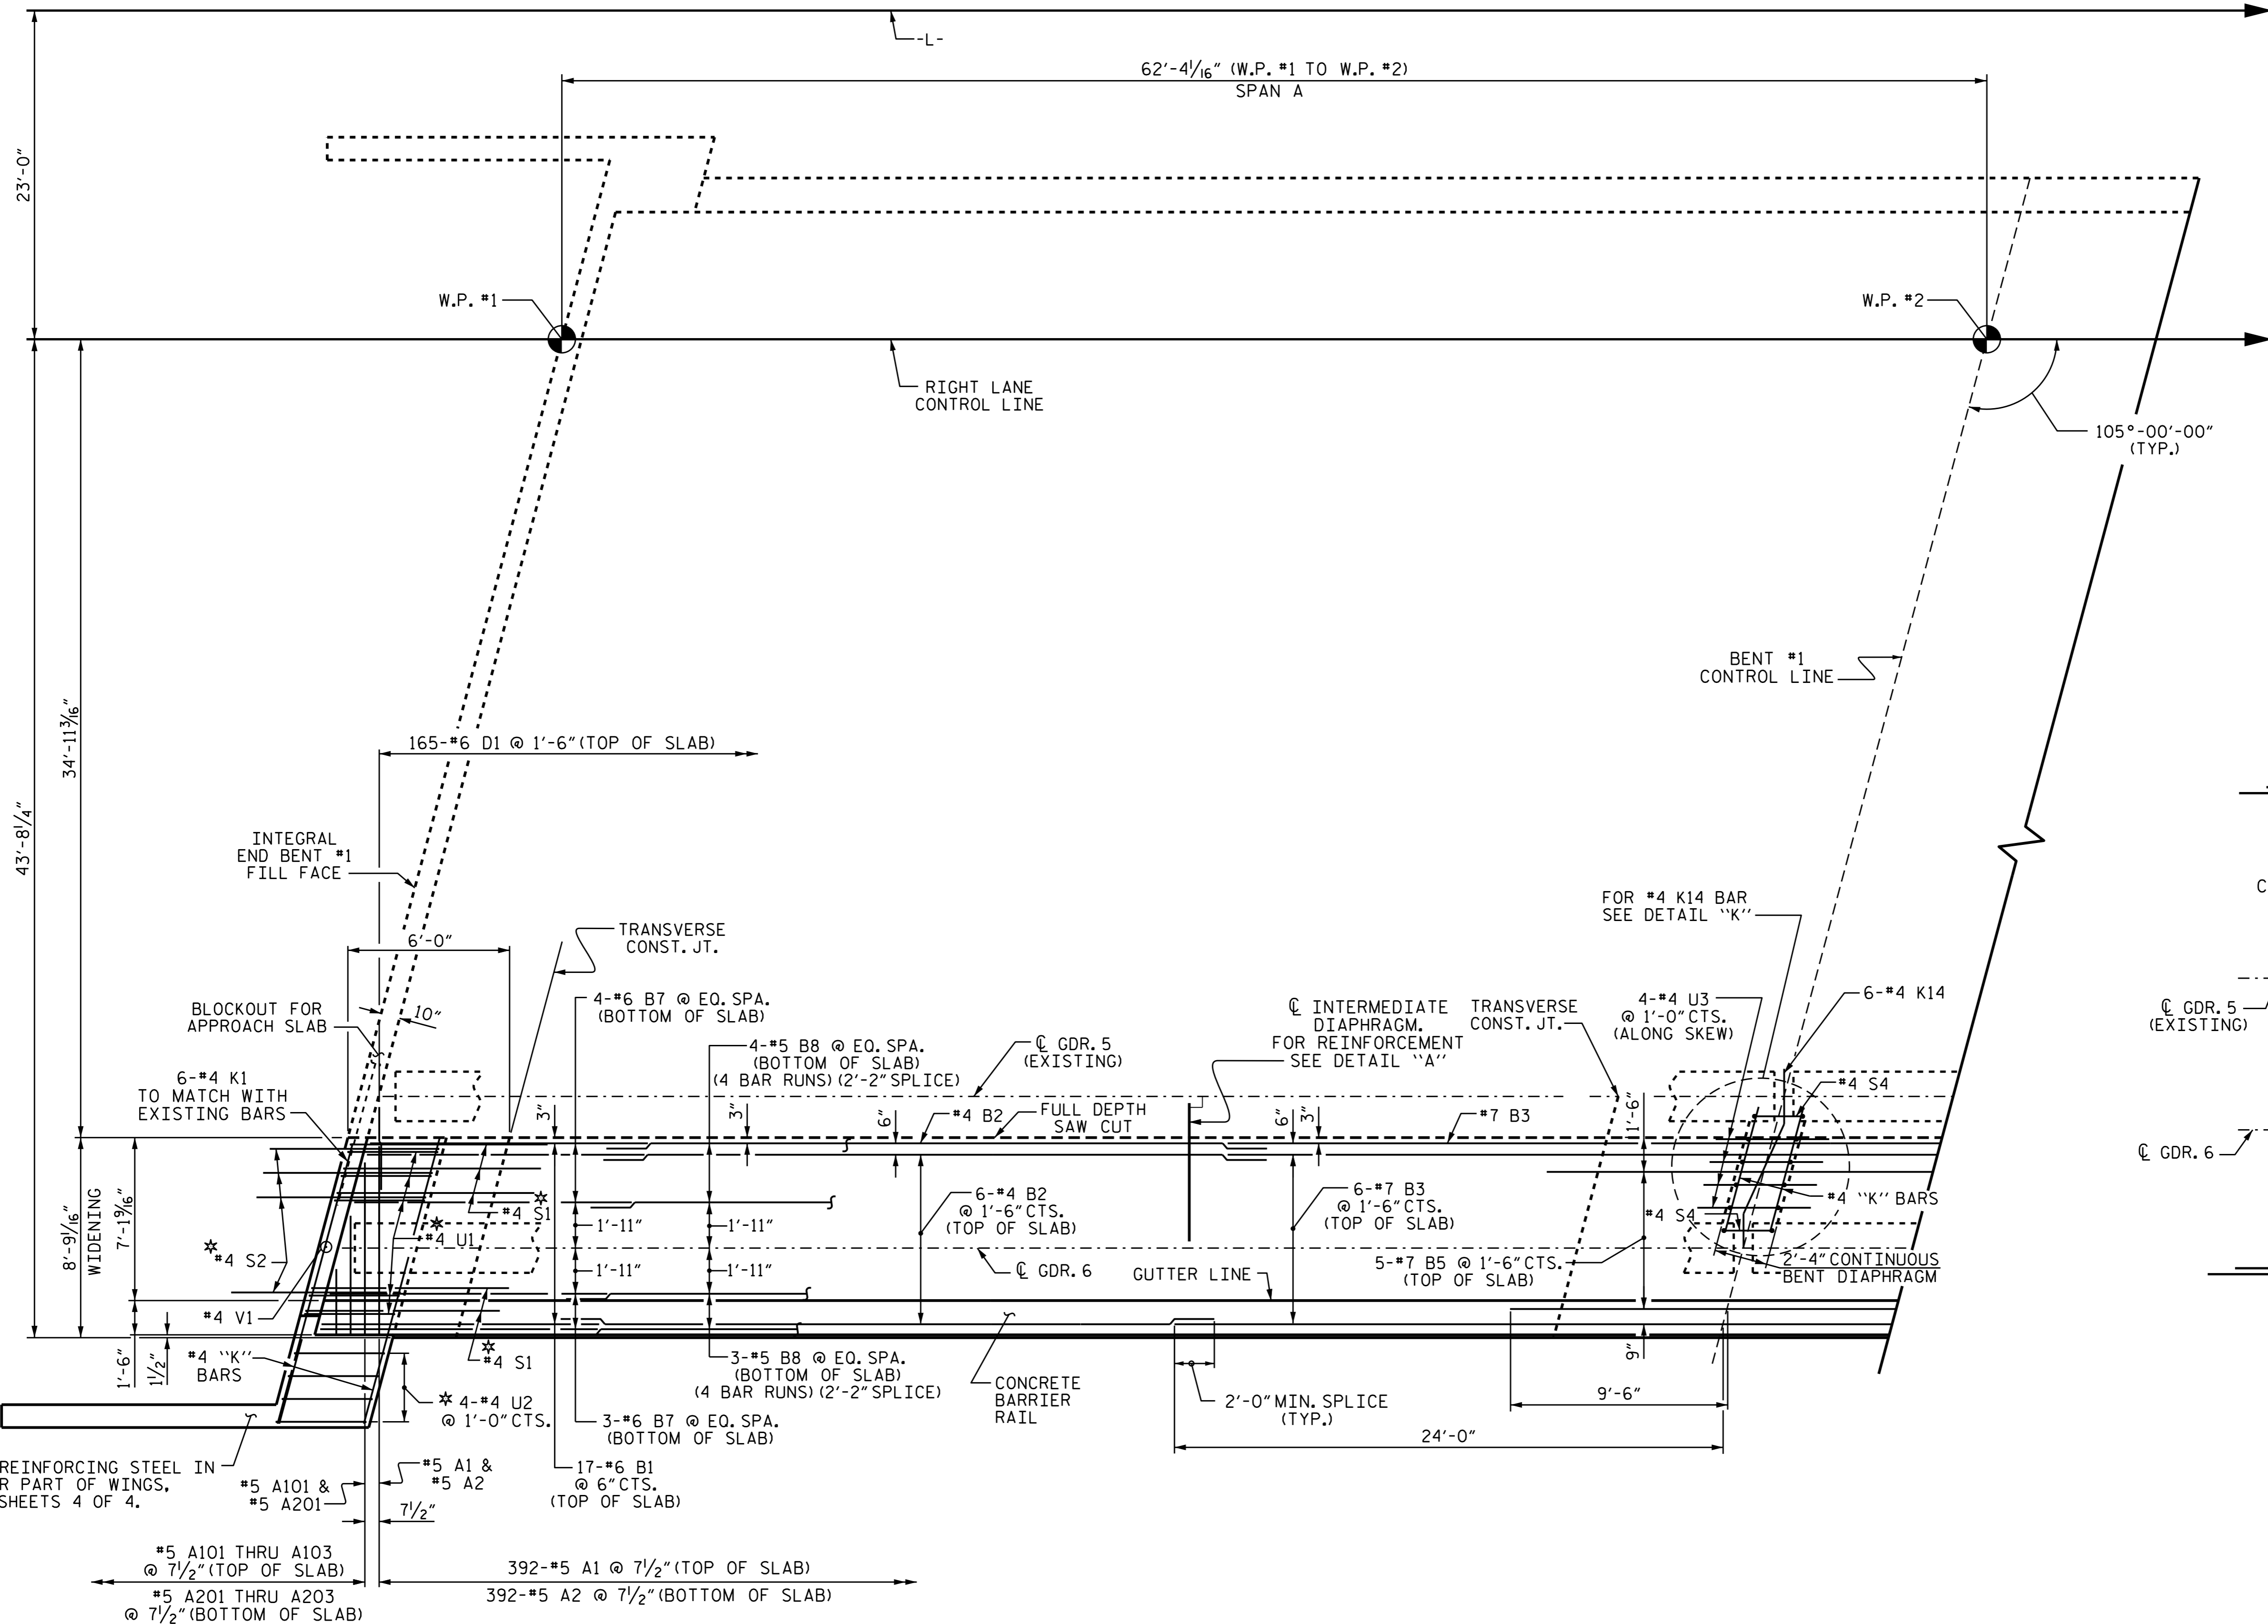 -L-
62'-4 1/16" (W.P. #1 TO W.P. #2)
SPAN A
23'-0"
W.P. #1
W.P. #2
RIGHT LANE
CONTROL LINE
105°-00'-00"
(TYP.)
BENT #1
CONTROL LINE
34'-11 3/16"
43'-8 1/4"
165-#6 D1 @ 1'-6" (TOP OF SLAB)
INTEGRAL
END BENT #1
FILL FACE
FOR #4 K14 BAR
SEE DETAIL "K"
C
6'-0"
TRANSVERSE
CONST. JT.
BLOCKOUT FOR
APPROACH SLAB
10"
4-#6 B7 @ EQ. SPA.
(BOTTOM OF SLAB)
4-#5 B8 @ EQ. SPA.
(BOTTOM OF SLAB)
(4 BAR RUNS) (2'-2" SPLICE)
℄ GDR. 5
(EXISTING)
℄ INTERMEDIATE
DIAPHRAGM.
FOR REINFORCEMENT
SEE DETAIL "A"
TRANSVERSE
CONST. JT.
4-#4 U3
@ 1'-0" CTS.
(ALONG SKEW)
6-#4 K14
℄ GDR. 5
(EXISTING)
6-#4 K1
TO MATCH WITH
EXISTING BARS
3"
3"
6"
#4 B2
FULL DEPTH
SAW CUT
6"
3"
#7 B3
1'-6"
#4 S4
℄ GDR. 6
8'-9 9/16"
WIDENING
7'-1 9/16"
#4 S1
#4 U1
#4 S2
1'-11"
1'-11"
1'-11"
1'-11"
6-#4 B2
@ 1'-6" CTS.
(TOP OF SLAB)
6-#7 B3
@ 1'-6" CTS.
(TOP OF SLAB)
#4 "K" BARS
#4 S4
℄ GDR. 6
GUTTER LINE
5-#7 B5 @ 1'-6" CTS.
(TOP OF SLAB)
2'-4" CONTINUOUS
BENT DIAPHRAGM
#4 V1
1'-6"
1 1/2"
#4 "K"
BARS
#4 S1
4-#4 U2
@ 1'-0" CTS.
3-#5 B8 @ EQ. SPA.
(BOTTOM OF SLAB)
(4 BAR RUNS) (2'-2" SPLICE)
3-#6 B7 @ EQ. SPA.
(BOTTOM OF SLAB)
CONCRETE
BARRIER
RAIL
2'-0" MIN. SPLICE
(TYP.)
9"
9'-6"
24'-0"
REINFORCING STEEL IN
R PART OF WINGS,
SHEETS 4 OF 4.
#5 A101 &
#5 A201
#5 A1 &
#5 A2
7 1/2"
17-#6 B1
@ 6" CTS.
(TOP OF SLAB)
#5 A101 THRU A103
@ 7 1/2" (TOP OF SLAB)
#5 A201 THRU A203
@ 7 1/2" (BOTTOM OF SLAB)
392-#5 A1 @ 7 1/2" (TOP OF SLAB)
392-#5 A2 @ 7 1/2" (BOTTOM OF SLAB)